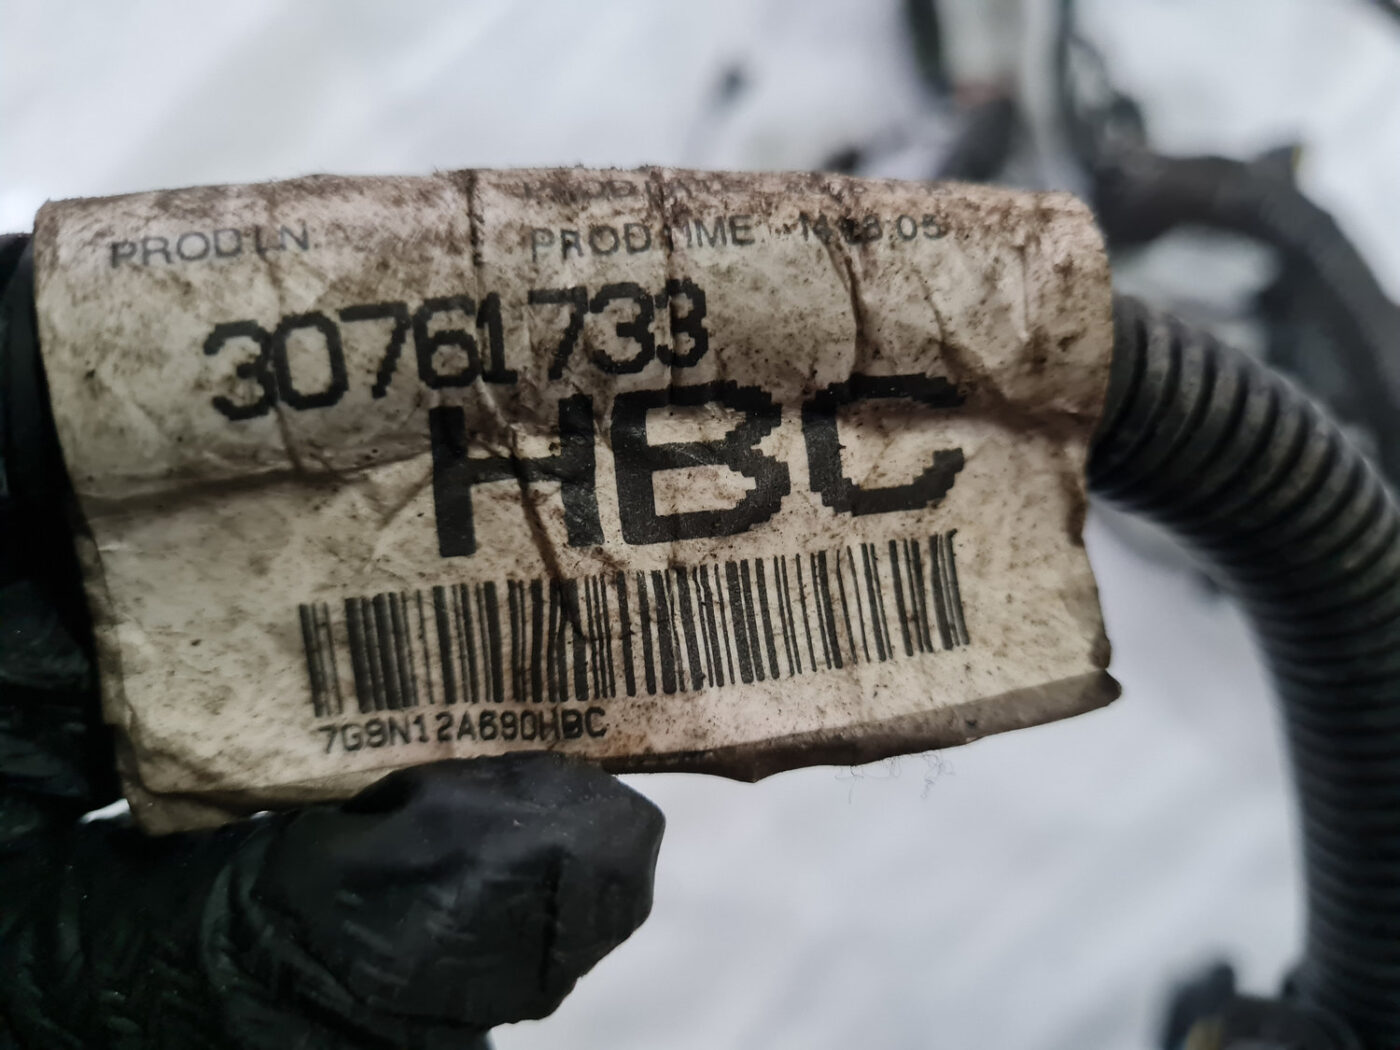 PROD LN
PROD TIME
30761733
HBC
7G9N12A690HBC